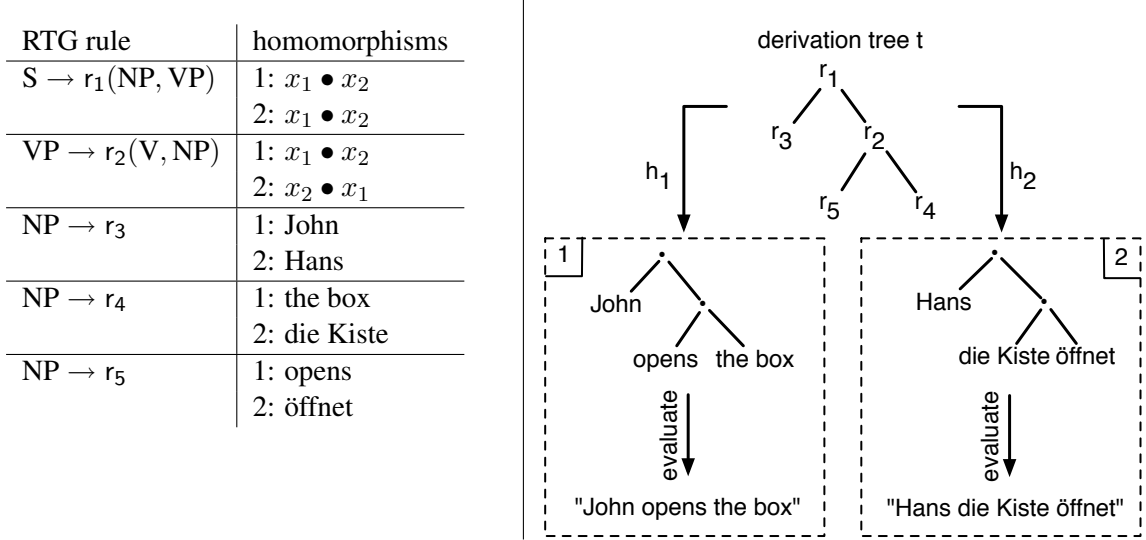 RTG rule homomorphisms
S → r₁(NP, VP) 1: x₁ • x₂
2: x₁ • x₂
VP → r₂(V, NP) 1: x₁ • x₂
2: x₂ • x₁
NP → r₃ 1: John
2: Hans
NP → r₄ 1: the box
2: die Kiste
NP → r₅ 1: opens
2: öffnet
derivation tree t
r₁
r₃ r₂
r₅ r₄
h₁
h₂
1
John
opens the box
evaluate
"John opens the box"
2
Hans
die Kiste öffnet
evaluate
"Hans die Kiste öffnet"